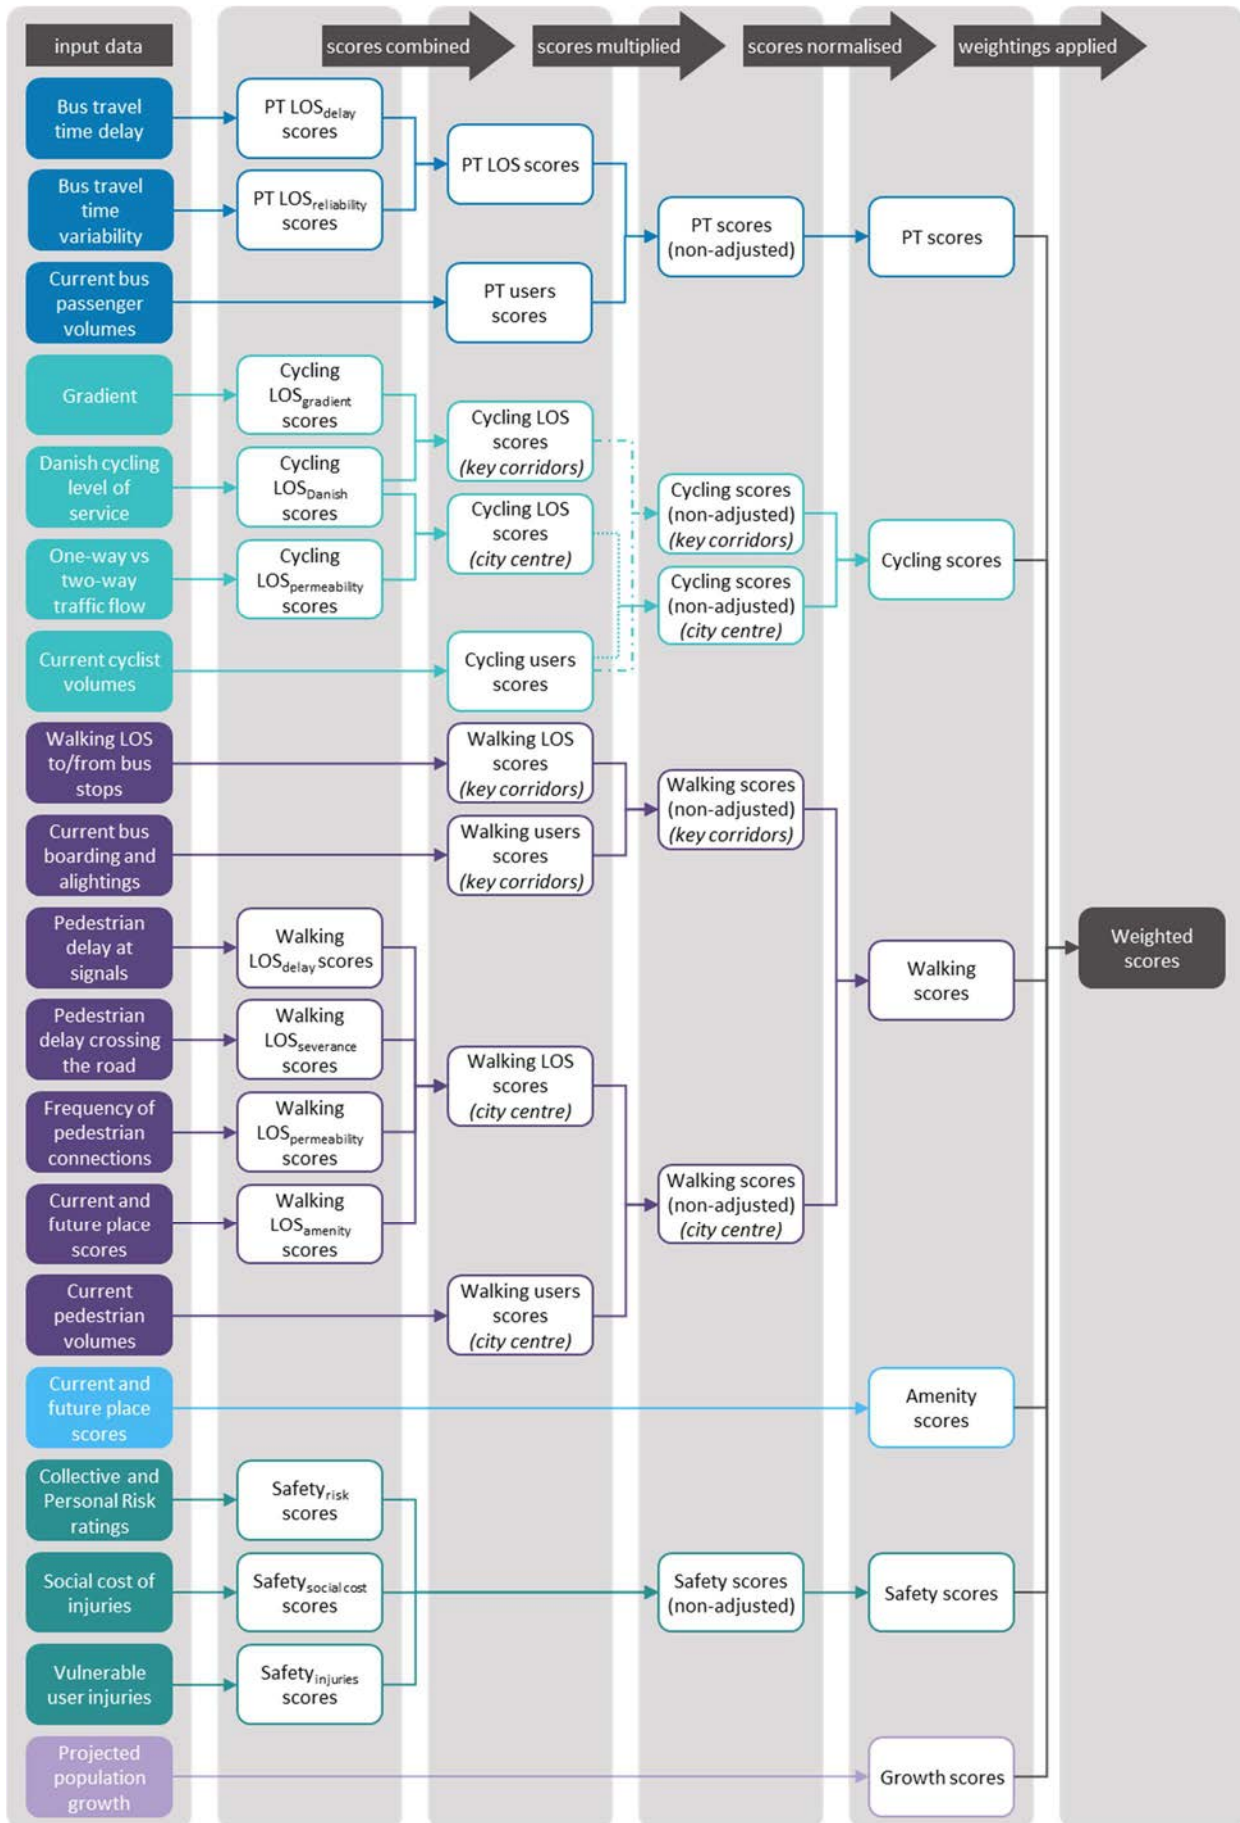 input data
scores combined
scores multiplied
scores normalised
weightings applied
Bus travel
time delay
PT LOSdelay
scores
PT LOS scores
Bus travel
time
variability
PT LOSreliability
scores
PT scores
(non-adjusted)
PT scores
Current bus
passenger
volumes
PT users
scores
Gradient
Cycling
LOSgradient
scores
Cycling LOS
scores
(key corridors)
Danish cycling
level of
service
Cycling
LOSDanish
scores
Cycling LOS
scores
(city centre)
Cycling scores
(non-adjusted)
(key corridors)
One-way vs
two-way
traffic flow
Cycling
LOSpermeability
scores
Cycling scores
(non-adjusted)
(city centre)
Cycling scores
Current cyclist
volumes
Cycling users
scores
Walking LOS
to/from bus
stops
Walking LOS
scores
(key corridors)
Walking scores
(non-adjusted)
(key corridors)
Current bus
boarding and
alightings
Walking users
scores
(key corridors)
Pedestrian
delay at
signals
Walking
LOSdelay scores
Walking
scores
Weighted
scores
Pedestrian
delay crossing
the road
Walking
LOSseverance
scores
Walking LOS
scores
(city centre)
Frequency of
pedestrian
connections
Walking
LOSpermeability
scores
Current and
future place
scores
Walking
LOSamenity
scores
Walking scores
(non-adjusted)
(city centre)
Current
pedestrian
volumes
Walking users
scores
(city centre)
Current and
future place
scores
Amenity
scores
Collective and
Personal Risk
ratings
Safetyrisk
scores
Social cost of
injuries
Safetysocial cost
scores
Safety scores
(non-adjusted)
Safety scores
Vulnerable
user injuries
Safetyinjuries
scores
Projected
population
growth
Growth scores